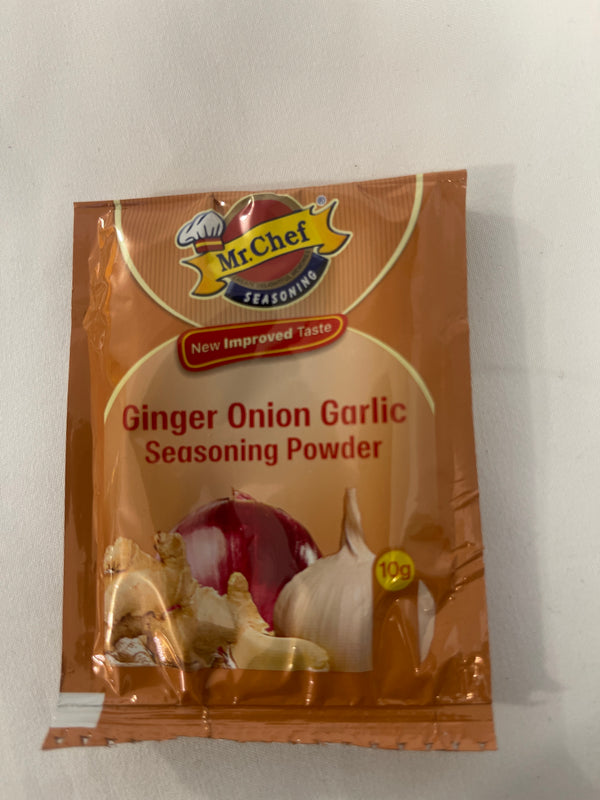 ®
Mr.Chef
SEASONING
New Improved Taste
Ginger Onion Garlic
Seasoning Powder
10g